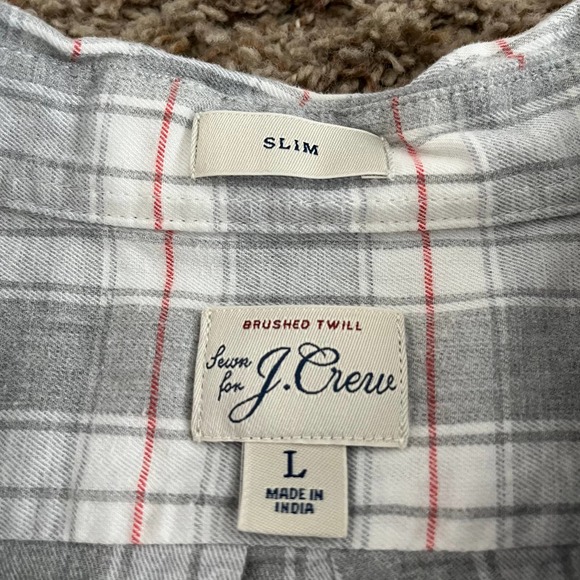 SLIM
BRUSHED TWILL
Sewn
for J.Crew
L
MADE IN
INDIA